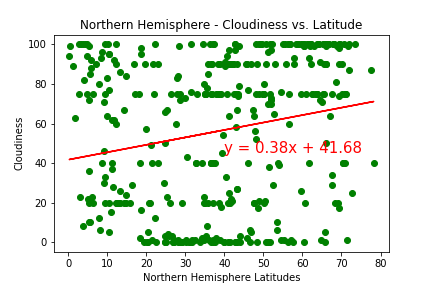 Northern Hemisphere - Cloudiness vs. Latitude
100
80
60
40
20
0
Cloudiness
y = 0.38x + 41.68
0 10 20 30 40 50 60 70 80
Northern Hemisphere Latitudes